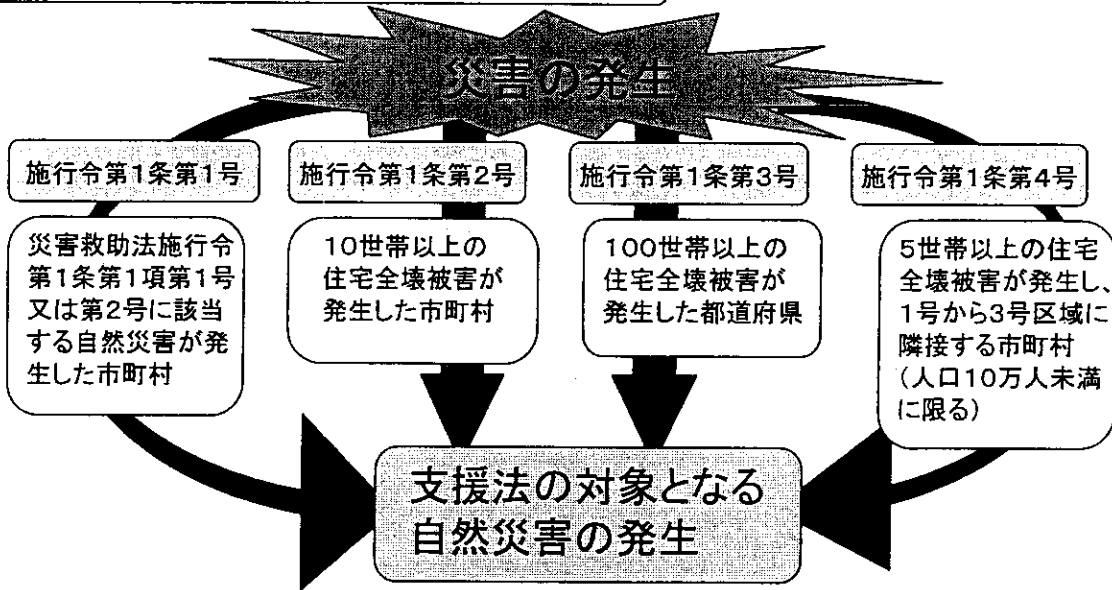 災害の発生
施行令第1条第1号
災害救助法施行令
第1条第1項第1号
又は第2号に該当
する自然災害が発
生した市町村
施行令第1条第2号
10世帯以上の
住宅全壊被害が
発生した市町村
施行令第1条第3号
100世帯以上の
住宅全壊被害が
発生した都道府県
施行令第1条第4号
5世帯以上の住宅
全壊被害が発生し、
1号から3号区域に
隣接する市町村
(人口10万人未満
に限る)
支援法の対象となる
自然災害の発生